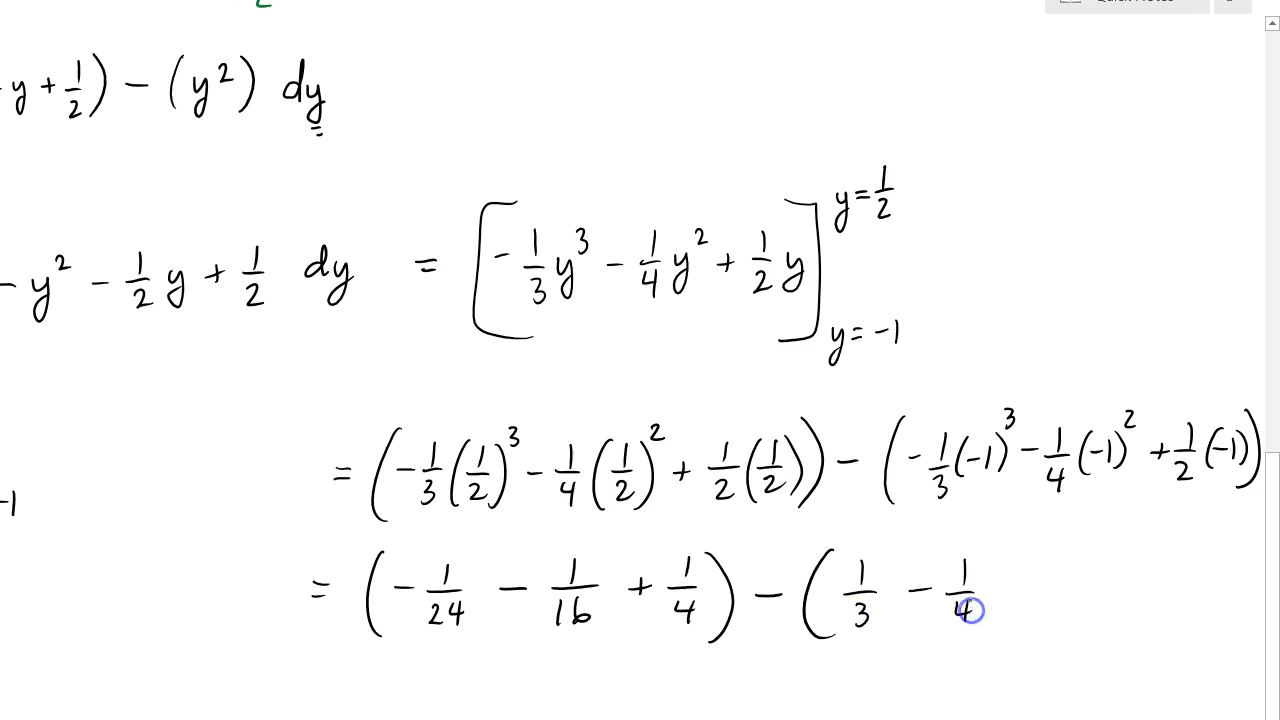 y + 1/2) - (y²) dy
- y² - 1/2 y + 1/2 dy = [-1/3 y³ - 1/4 y² + 1/2 y] y=1/2 y=-1
= (-1/3 (1/2)³ - 1/4 (1/2)² + 1/2 (1/2)) - (-1/3 (-1)³ - 1/4 (-1)² + 1/2 (-1))
-1
= (-1/24 - 1/16 + 1/4) - (1/3 - 1/4